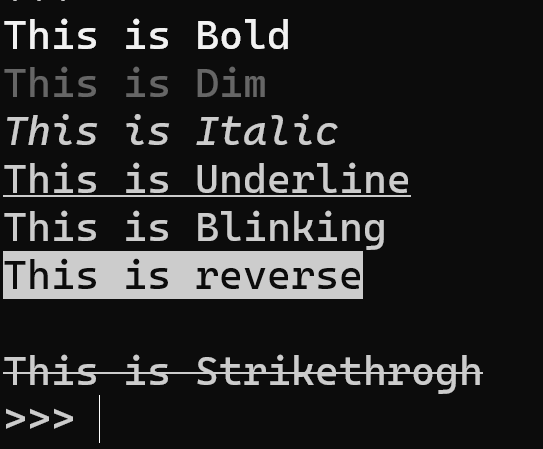 This is Bold
This is Dim
This is Italic
This is Underline
This is Blinking
This is reverse
This is Strikethrogh
>>>